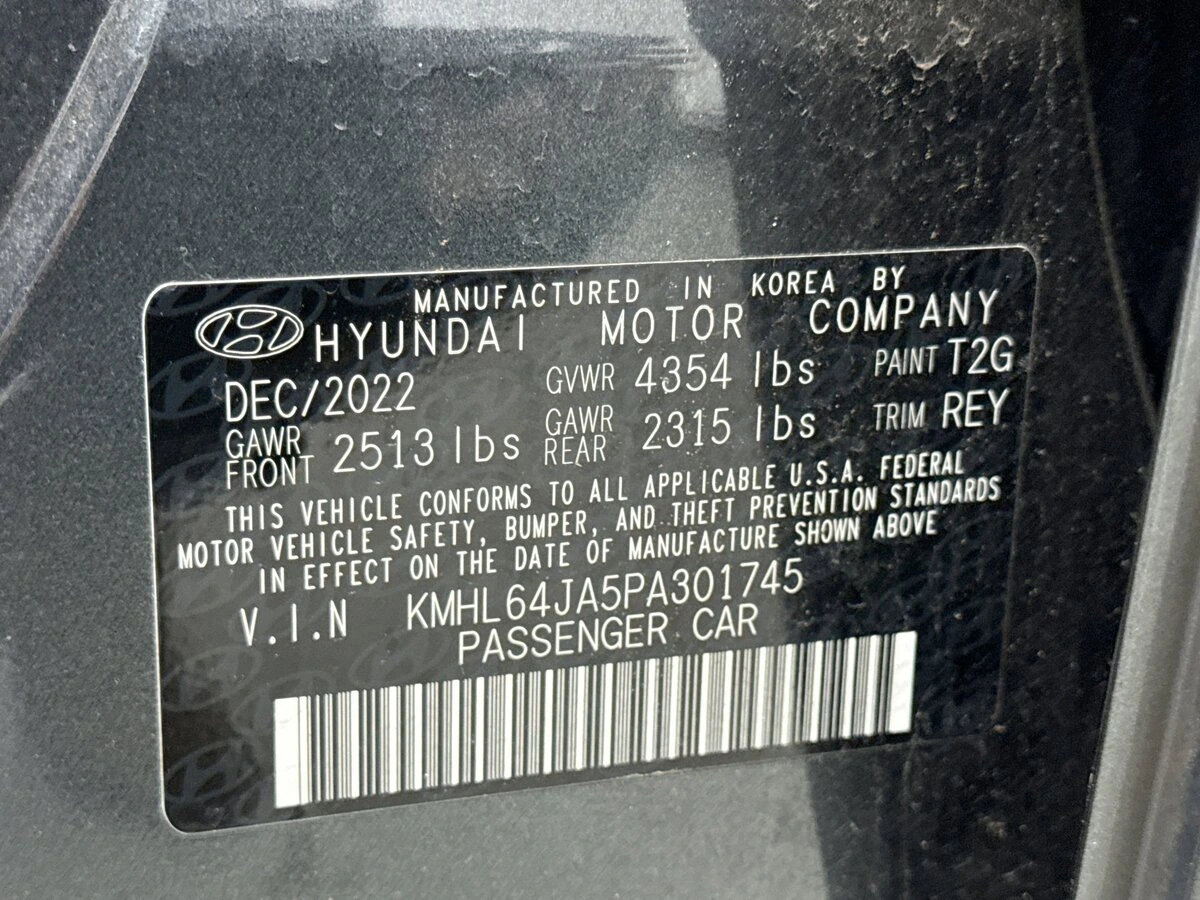 MANUFACTURED IN KOREA BY
HYUNDAI MOTOR COMPANY
DEC/2022 GVWR 4354 lbs PAINT T2G
GAWR FRONT 2513 lbs GAWR REAR 2315 lbs TRIM REY
THIS VEHICLE CONFORMS TO ALL APPLICABLE U.S.A. FEDERAL
MOTOR VEHICLE SAFETY, BUMPER, AND THEFT PREVENTION STANDARDS
IN EFFECT ON THE DATE OF MANUFACTURE SHOWN ABOVE
V.I.N KMHL64JA5PA301745
PASSENGER CAR